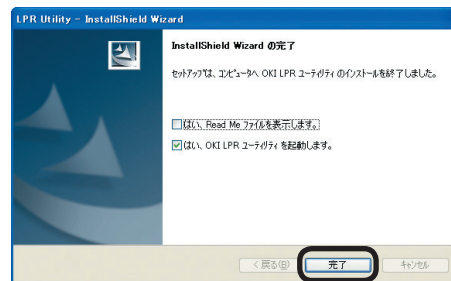 LPR Utility - InstallShield Wizard
InstallShield Wizard の完了
セットアップは、コンピュータへ OKI LPR ユーティリティ のインストールを終了しました。
はい、Read Me ファイルを表示します。
はい、OKI LPR ユーティリティ を起動します。
< 戻る(B) 完了 キャンセル